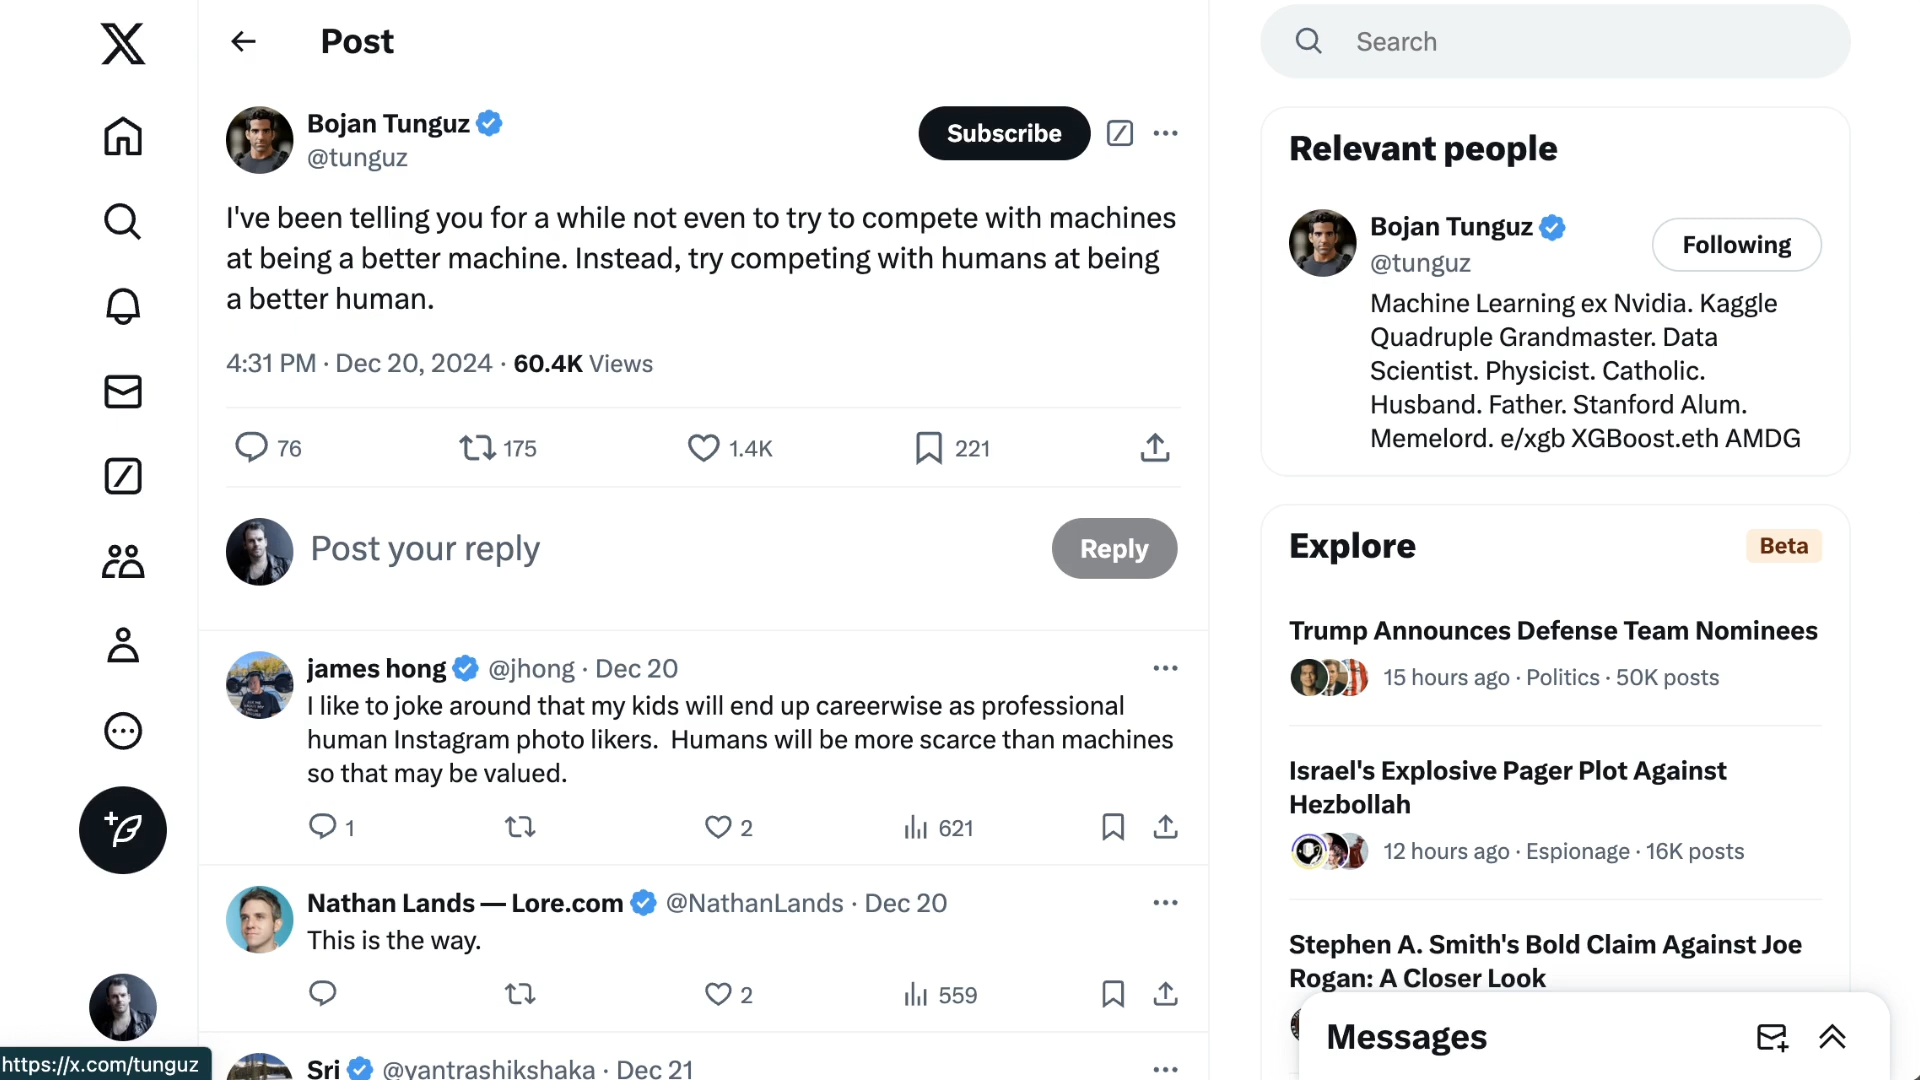 Post
Bojan Tunguz
@tunguz
Subscribe
I've been telling you for a while not even to try to compete with machines
at being a better machine. Instead, try competing with humans at being
a better human.
4:31 PM · Dec 20, 2024 · 60.4K Views
76 175 1.4K 221
Post your reply
Reply
james hong @jhong · Dec 20
I like to joke around that my kids will end up careerwise as professional
human Instagram photo likers.  Humans will be more scarce than machines
so that may be valued.
1 2 621
Nathan Lands — Lore.com @NathanLands · Dec 20
This is the way.
2 559
Sri @yantrashikshaka · Dec 21
https://x.com/tunguz
Search
Relevant people
Bojan Tunguz
@tunguz
Following
Machine Learning ex Nvidia. Kaggle
Quadruple Grandmaster. Data
Scientist. Physicist. Catholic.
Husband. Father. Stanford Alum.
Memelord. e/xgb XGBoost.eth AMDG
Explore
Beta
Trump Announces Defense Team Nominees
15 hours ago · Politics · 50K posts
Israel's Explosive Pager Plot Against
Hezbollah
12 hours ago · Espionage · 16K posts
Stephen A. Smith's Bold Claim Against Joe
Rogan: A Closer Look
Messages